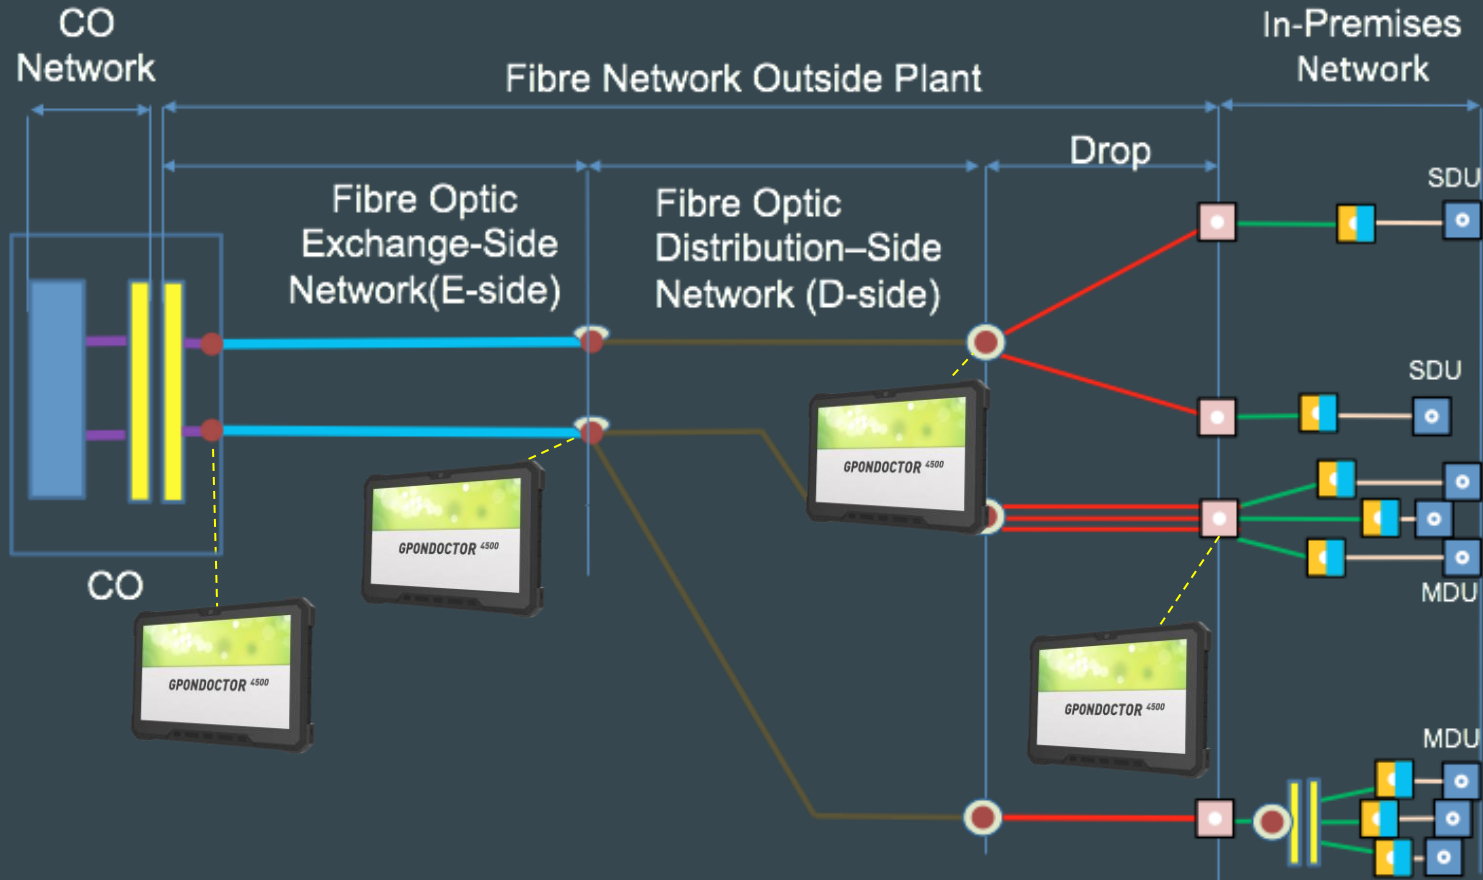 CO
Network
Fibre Network Outside Plant
In-Premises
Network
Drop
Fibre Optic
Exchange-Side
Network(E-side)
Fibre Optic
Distribution–Side
Network (D-side)
SDU
SDU
MDU
MDU
CO
GPONDOCTOR 4500
GPONDOCTOR 4500
GPONDOCTOR 4500
GPONDOCTOR 4500